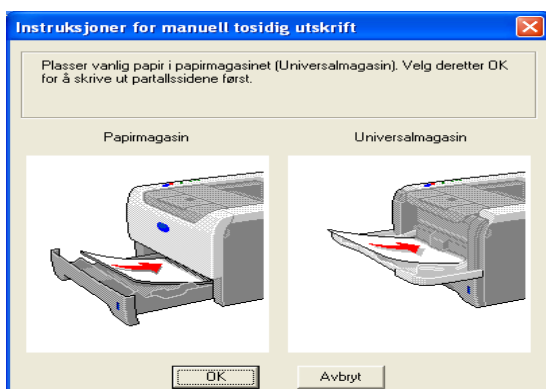 Instruksjoner for manuell tosidig utskrift
Plasser vanlig papir i papirmagasinet (Universalmagasin). Velg deretter OK
for å skrive ut partallssidene først.
Papirmagasin
Universalmagasin
OK
Avbryt